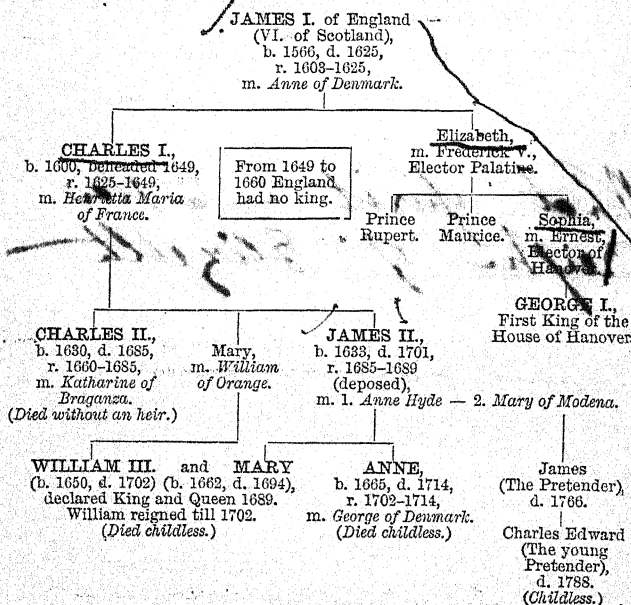 JAMES I. of England
(VI. of Scotland),
b. 1566, d. 1625,
r. 1603–1625,
m. Anne of Denmark.
CHARLES I.,
b. 1600, beheaded 1649,
r. 1625–1649,
m. Henrietta Maria
of France.
From 1649 to
1660 England
had no king.
Elizabeth,
m. Frederick V.,
Elector Palatine.
Prince
Rupert.
Prince
Maurice.
Sophia,
m. Ernest,
Elector of
Hanover.
GEORGE I.,
First King of the
House of Hanover.
CHARLES II.,
b. 1630, d. 1685,
r. 1660–1685,
m. Katharine of
Braganza.
(Died without an heir.)
Mary,
m. William
of Orange.
JAMES II.,
b. 1633, d. 1701,
r. 1685–1689
(deposed),
m. 1. Anne Hyde — 2. Mary of Modena.
WILLIAM III. and MARY
(b. 1650, d. 1702) (b. 1662, d. 1694),
declared King and Queen 1689.
William reigned till 1702.
(Died childless.)
ANNE,
b. 1665, d. 1714,
r. 1702–1714,
m. George of Denmark.
(Died childless.)
James
(The Pretender),
d. 1766.
Charles Edward
(The young
Pretender),
d. 1788.
(Childless.)